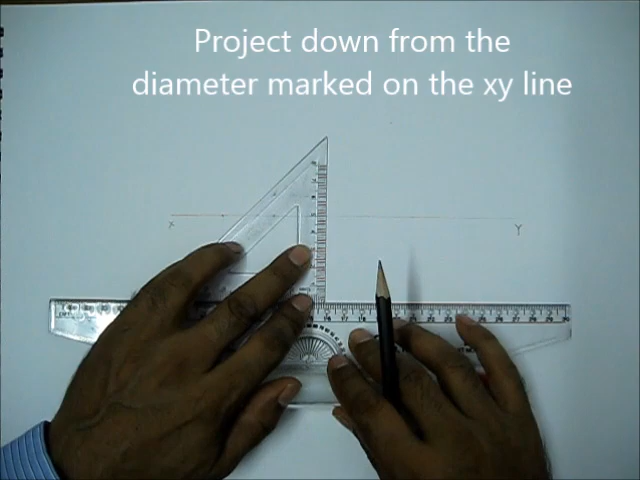 Project down from the
diameter marked on the xy line
X
Y